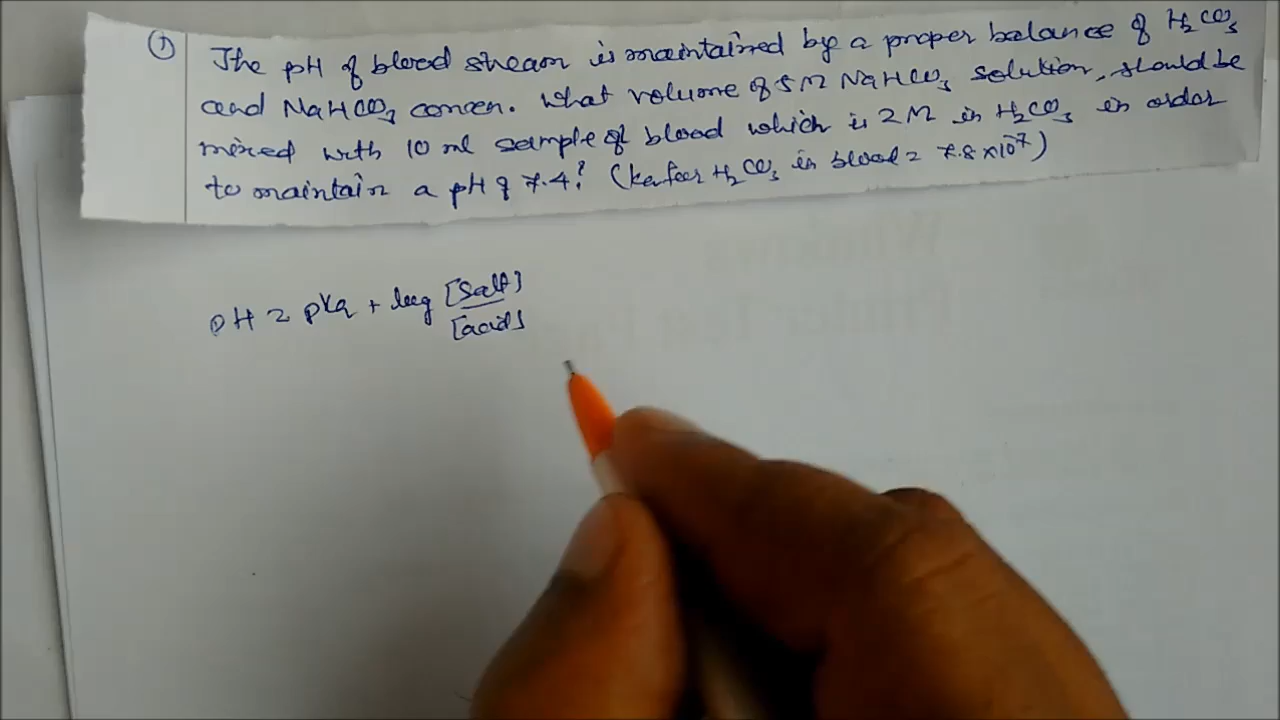 ① The pH of blood stream is maintained by a proper balance of H₂CO₃
and NaHCO₃ concen. What volume of 5M NaHCO₃ solution, should be
mixed with 10 ml sample of blood which is 2M in H₂CO₃ in order
to maintain a pH of 7.4? (Ka for H₂CO₃ in blood = 7.8×10⁻⁷)
pH = pKa + log [Salt]
[acid]